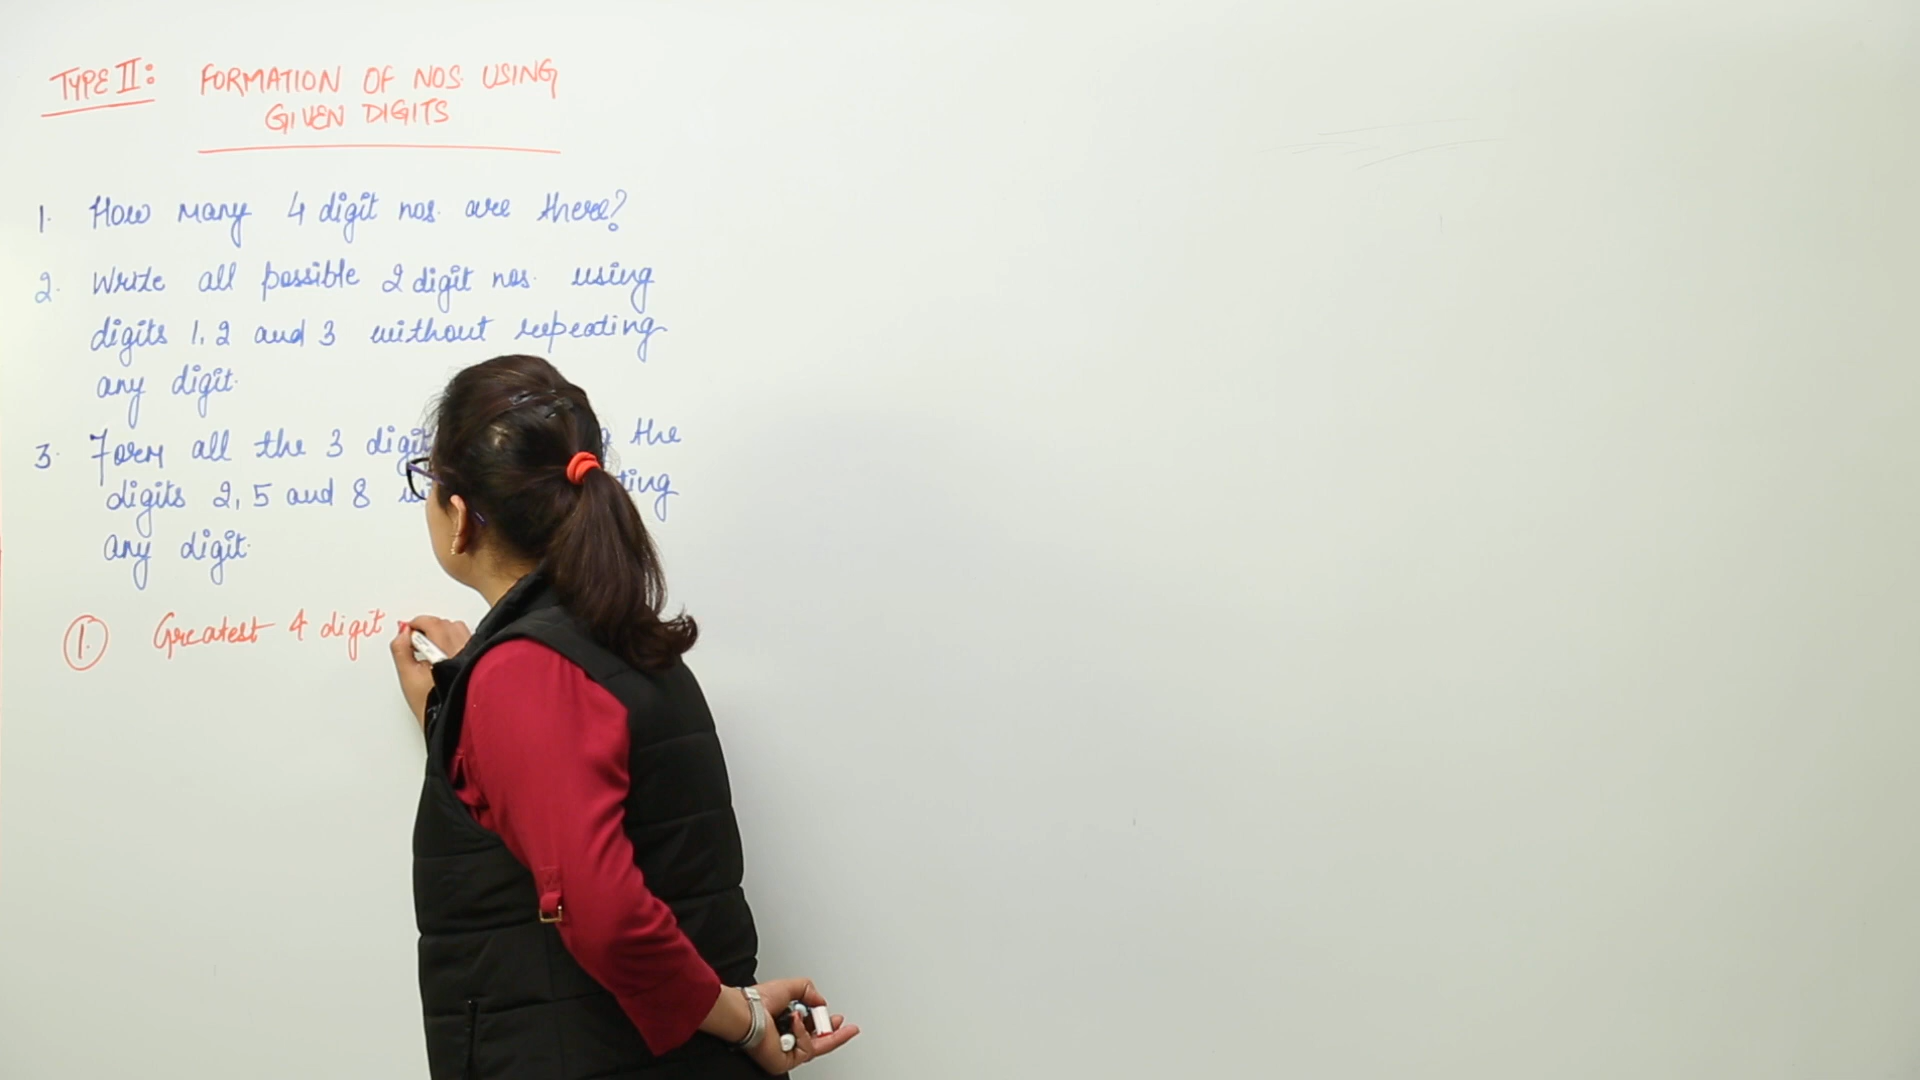 TYPE II: FORMATION OF NOS. USING
GIVEN DIGITS
1. How many 4 digit nos. are there?
2. Write all possible 2 digit nos. using
digits 1, 2 and 3 without repeating
any digit.
3. Form all the 3 digit the
digits 2, 5 and 8
any digit.
1. Greatest 4 digit